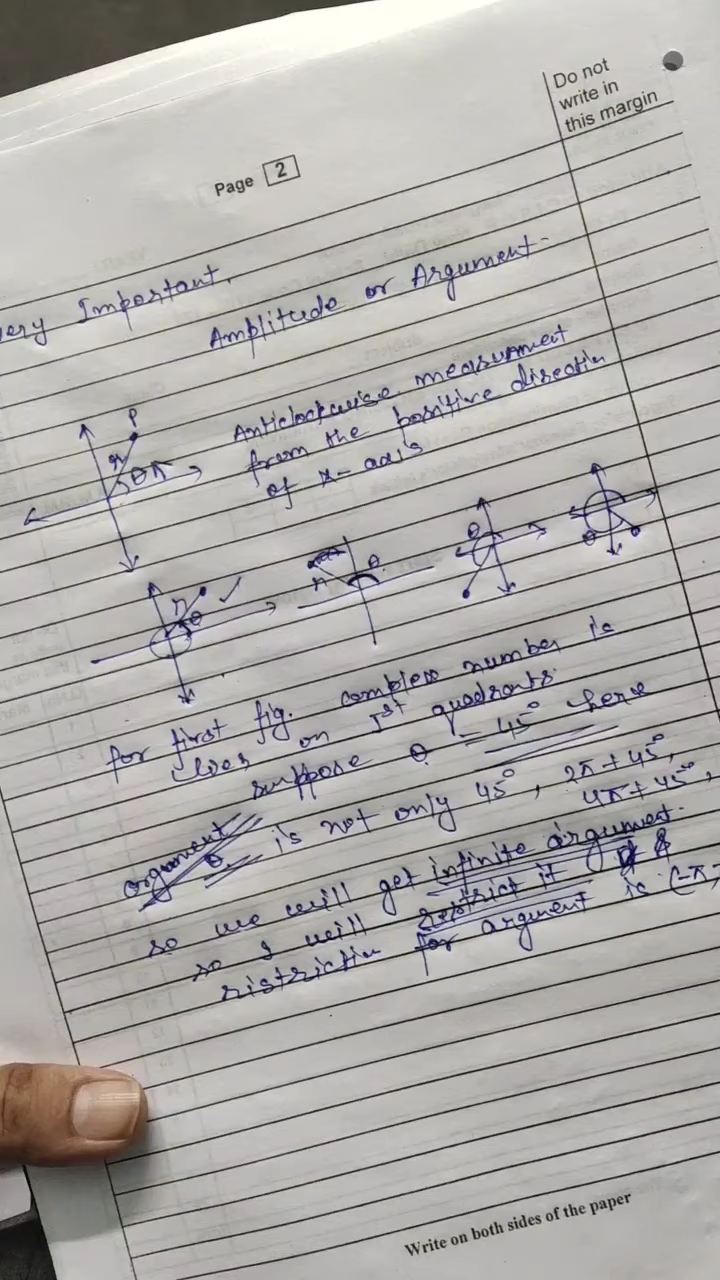 Do not
write in
this margin
Page 2
very Important.
Amplitude or Argument-
P
r
θ
Anticlockwise measurment
from the positive direction
of x-axis
r θ
θ
θ
θ
for first fig. complex number is
lies on Ist quadrants
suppose θ = 45° here
argument θ is not only 45°, 2π+45°,
4π+45°,
so we will get infinite argument.
so I will restrict it
ristriction for argument is (-π,
Write on both sides of the paper